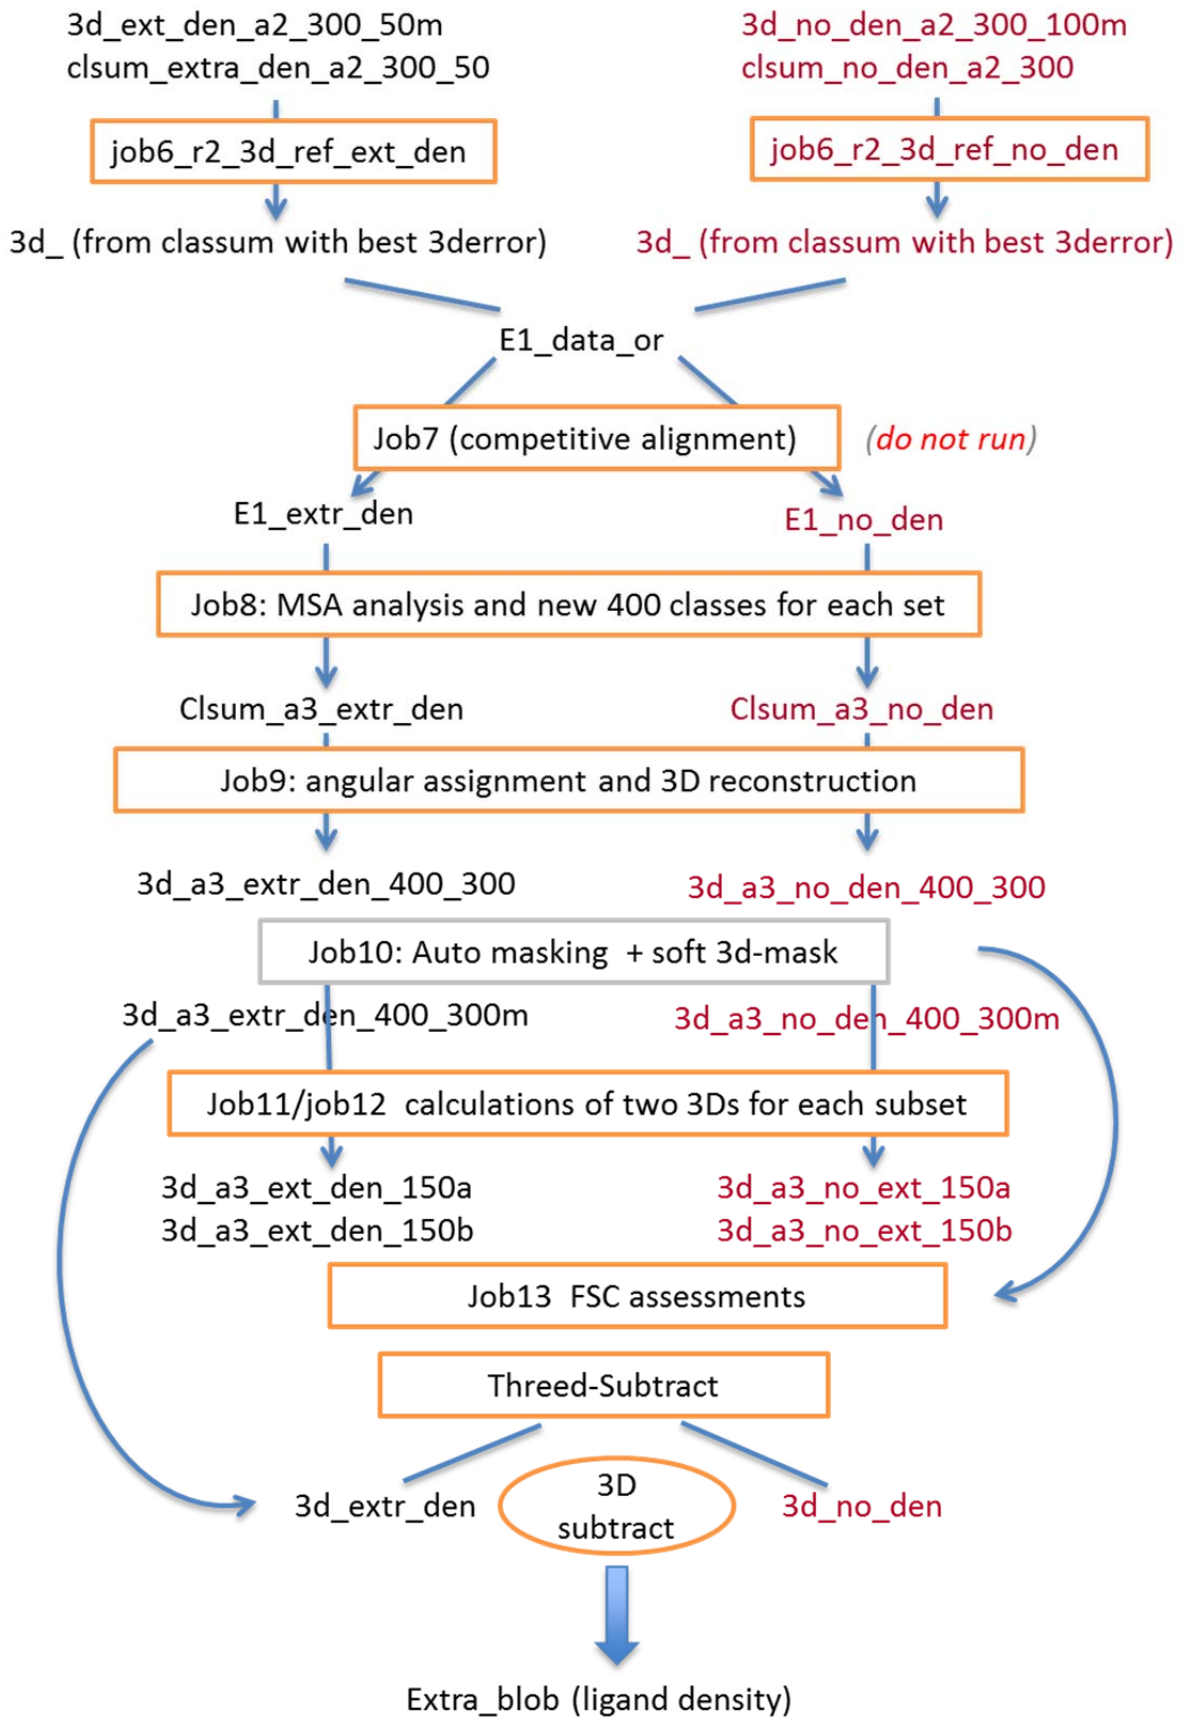 3d_ext_den_a2_300_50m
clsum_extra_den_a2_300_50
3d_no_den_a2_300_100m
clsum_no_den_a2_300
job6_r2_3d_ref_ext_den
job6_r2_3d_ref_no_den
3d_ (from classum with best 3derror)
3d_ (from classum with best 3derror)
E1_data_or
Job7 (competitive alignment)
(do not run)
E1_extr_den
E1_no_den
Job8: MSA analysis and new 400 classes for each set
Clsum_a3_extr_den
Clsum_a3_no_den
Job9: angular assignment and 3D reconstruction
3d_a3_extr_den_400_300
3d_a3_no_den_400_300
Job10: Auto masking + soft 3d-mask
3d_a3_extr_den_400_300m
3d_a3_no_den_400_300m
Job11/job12 calculations of two 3Ds for each subset
3d_a3_ext_den_150a
3d_a3_ext_den_150b
3d_a3_no_ext_150a
3d_a3_no_ext_150b
Job13 FSC assessments
Threed-Subtract
3d_extr_den
3D
subtract
3d_no_den
Extra_blob (ligand density)